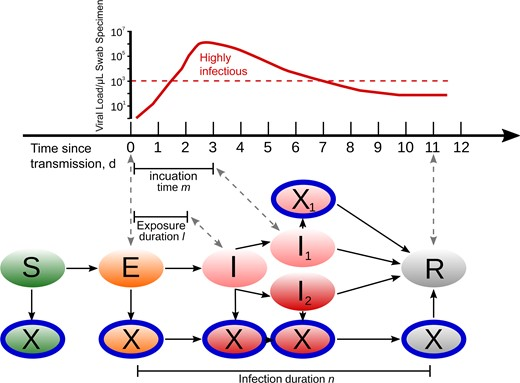 Viral Load/µL Swab Specimen
10⁷
10⁵
10³
10¹
Highly
infectious
Time since
transmission, d
0 1 2 3 4 5 6 7 8 9 10 11 12
incuation
time m
Exposure
duration l
X₁
S E I I₁ R
I₂
X X X X X
Infection duration n